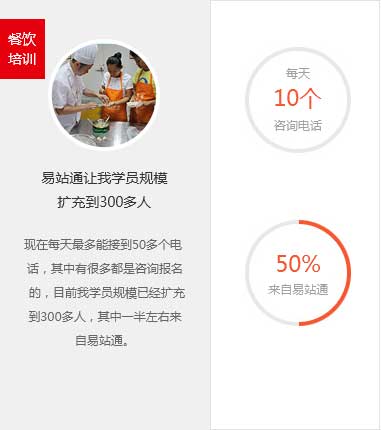 餐饮
培训
易站通让我学员规模
扩充到300多人
现在每天最多能接到50多个电
话，其中有很多都是咨询报名
的，目前我学员规模已经扩充
到300多人，其中一半左右来
自易站通。
每天
10个
咨询电话
50%
来自易站通